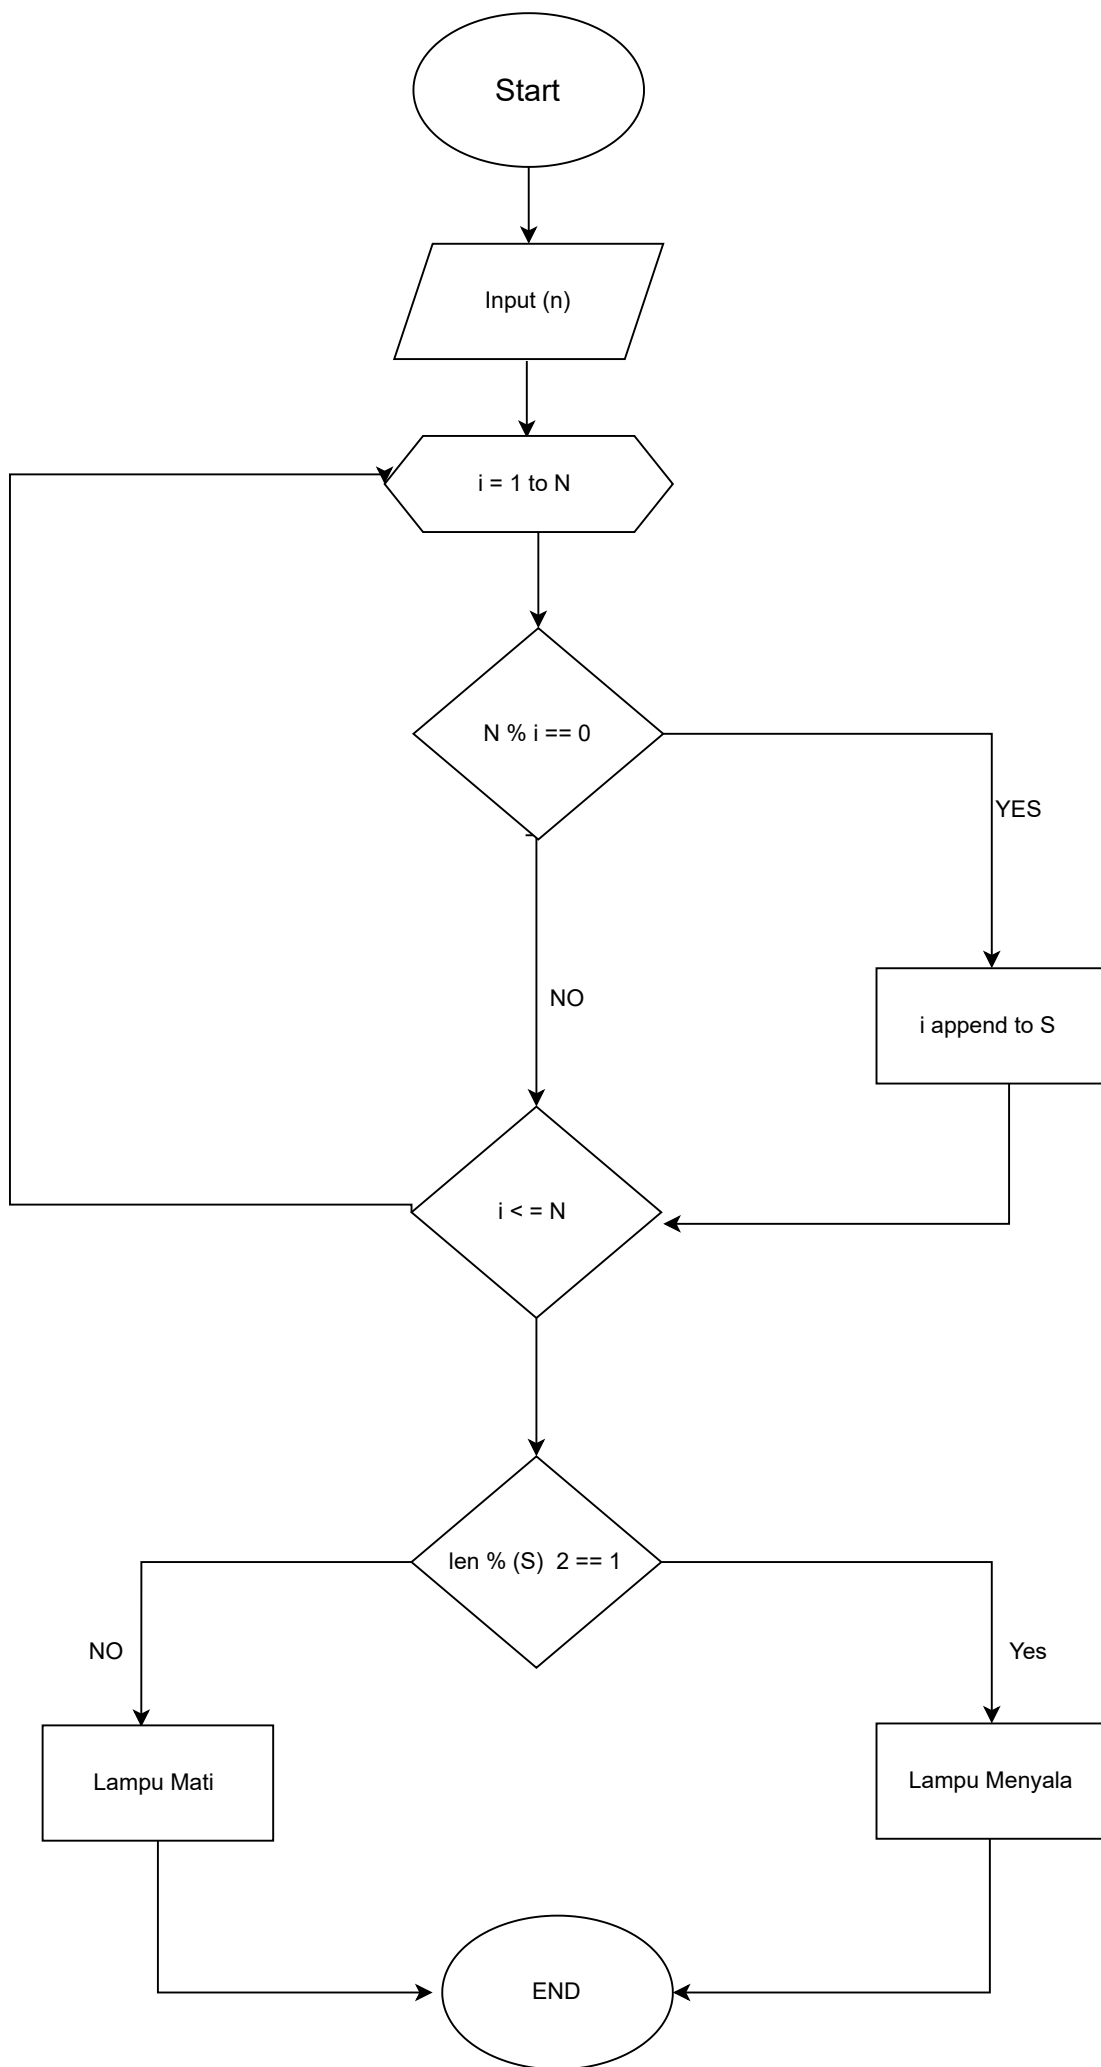 Start
Input (n)
i = 1 to N
N % i == 0
YES
NO
i append to S
i < = N
len % (S)  2 == 1
NO
Yes
Lampu Mati
Lampu Menyala
END